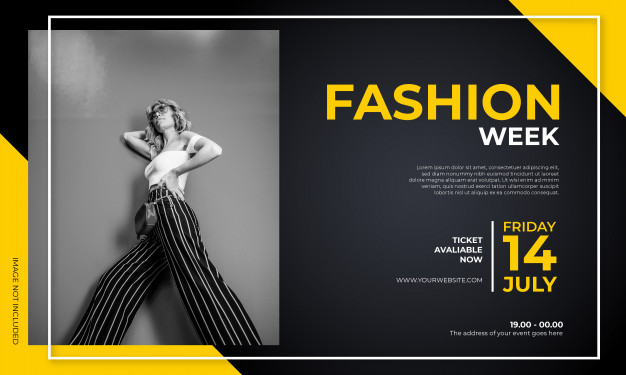 FASHION
WEEK
Lorem ipsum dolor sit amet, consectetuer adipiscing elit,
sed diam nonummy nibh euismod tincidunt ut laoreet
dolore magna aliquam erat volutpat. Ut wisi enim ad minim
veniam, quis nostrud exerci tation ullamcorper suscipit
lobortis nisl ut aliquip ex ea commodo consequat.
TICKET
AVALIABLE
NOW
WWW.YOURWEBSITE.COM
FRIDAY
14
JULY
19.00 - 00.00
The address of your event goes here
IMAGE NOT INCLUDED